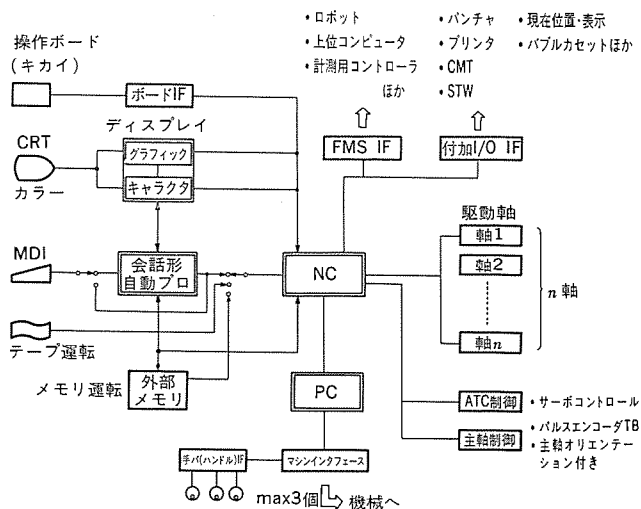 ・ロボット
・上位コンピュータ
・計測用コントローラ
ほか
・パンチャ
・プリンタ
・CMT
・STW
・現在位置・表示
・バブルカセットほか
操作ボード
(キカイ)
ボードIF
ディスプレイ
グラフィック
キャラクタ
CRT
カラー
FMS IF
付加I/O IF
MDI
会話形
自動プロ
NC
駆動軸
軸1
軸2
軸n
n軸
テープ運転
メモリ運転
外部
メモリ
PC
ATC制御
・サーボコントロール
主軸制御
・パルスエンコーダTB
・主軸オリエンテー
ション付き
手パ(ハンドル)IF
マシンインタフェース
max3個
機械へ